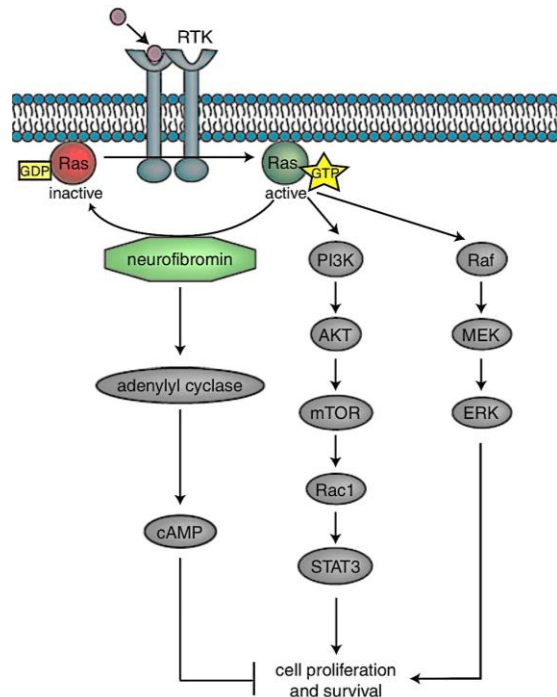 RTK
GDP
Ras
inactive
Ras
GTP
active
neurofibromin
PI3K
Raf
AKT
MEK
adenylyl cyclase
mTOR
ERK
Rac1
cAMP
STAT3
cell proliferation
and survival